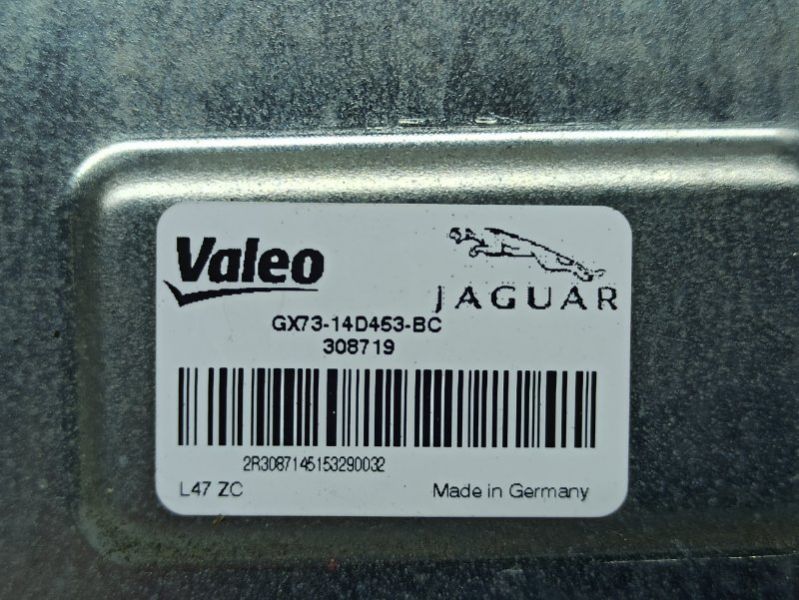 Valeo
JAGUAR
GX73-14D453-BC
308719
2R3087145153290032
L47 ZC
Made in Germany